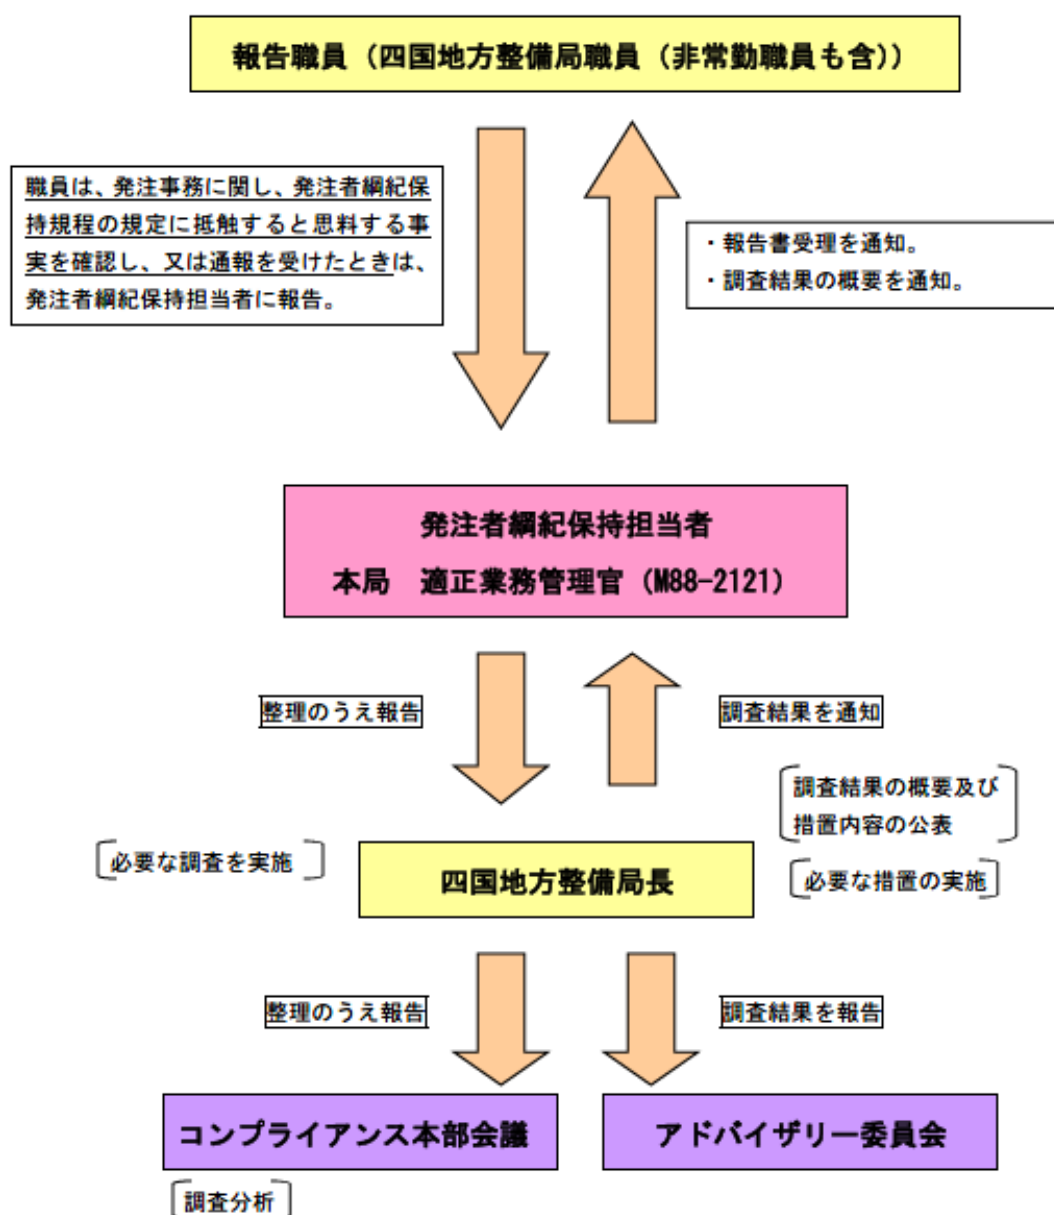 報告職員（四国地方整備局職員（非常勤職員も含））
職員は、発注事務に関し、発注者綱紀保
持規程の規定に抵触すると思料する事
実を確認し、又は通報を受けたときは、
発注者綱紀保持担当者に報告。
・報告書受理を通知。
・調査結果の概要を通知。
発注者綱紀保持担当者
本局　適正業務管理官（M88-2121）
整理のうえ報告
調査結果を通知
調査結果の概要及び
措置内容の公表
必要な調査を実施
四国地方整備局長
必要な措置の実施
整理のうえ報告
調査結果を報告
コンプライアンス本部会議
アドバイザリー委員会
調査分析